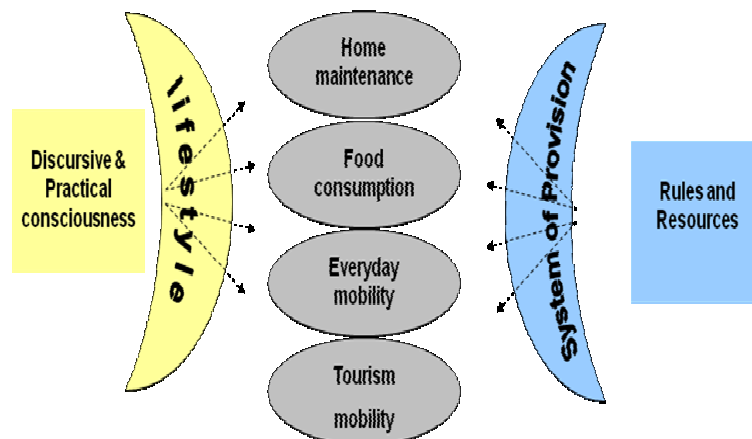 Discursive &
Practical
consciousness
lifestyle
Home
maintenance
Food
consumption
Everyday
mobility
Tourism
mobility
System of Provision
Rules and
Resources